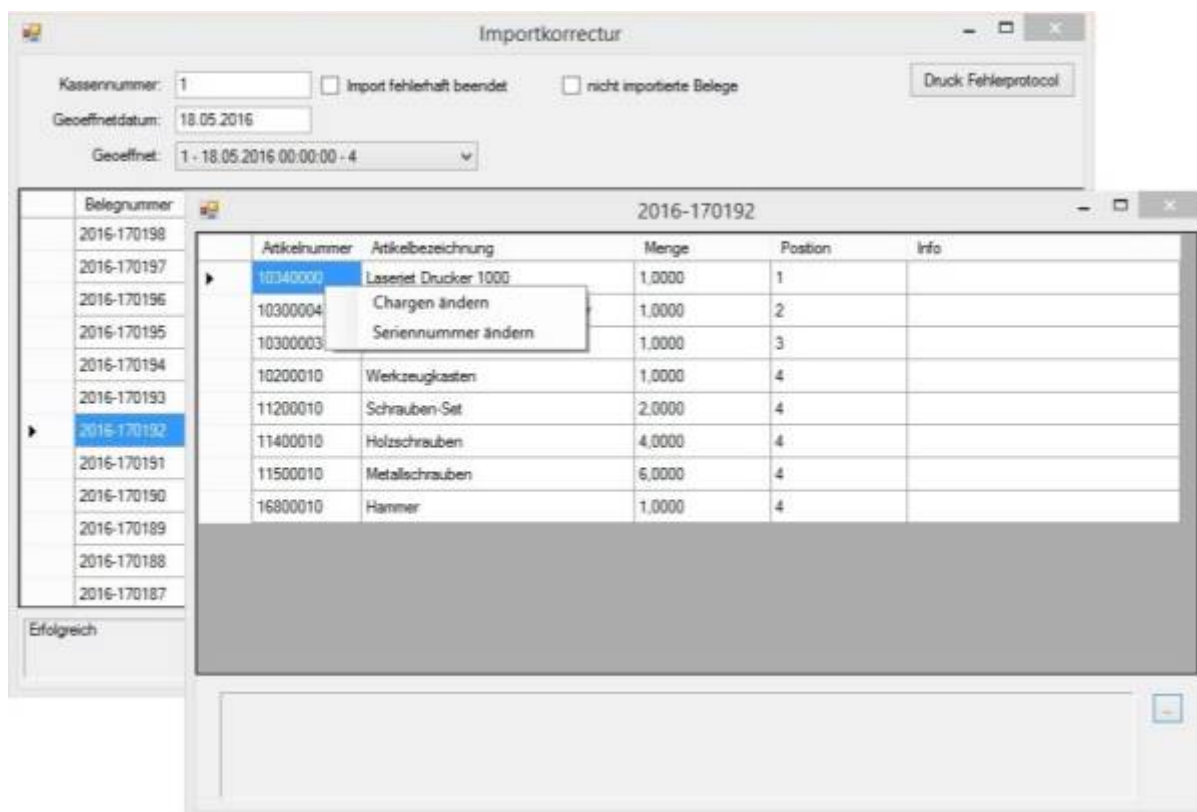 Importkorrectur
Kassennummer: 1 Import fehlerhaft beendet nicht importierte Belege Druck Fehlerprotocol
Geoeffnetdatum: 18.05.2016
Geoeffnet: 1 - 18.05.2016 00:00:00 - 4
Belegnummer
2016-170198
2016-170197
2016-170196
2016-170195
2016-170194
2016-170193
2016-170192
2016-170191
2016-170190
2016-170189
2016-170188
2016-170187
Erfolgreich
2016-170192
Artikelnummer Artikelbezeichnung Menge Position Info
10340000 Laserjet Drucker 1000 1,0000 1
10300004 1,0000 2
10300003 1,0000 3
10200010 Werkzeugkasten 1,0000 4
11200010 Schrauben-Set 2,0000 4
11400010 Holzschrauben 4,0000 4
11500010 Metallschrauben 6,0000 4
16800010 Hammer 1,0000 4
Chargen ändern
Seriennummer ändern
...